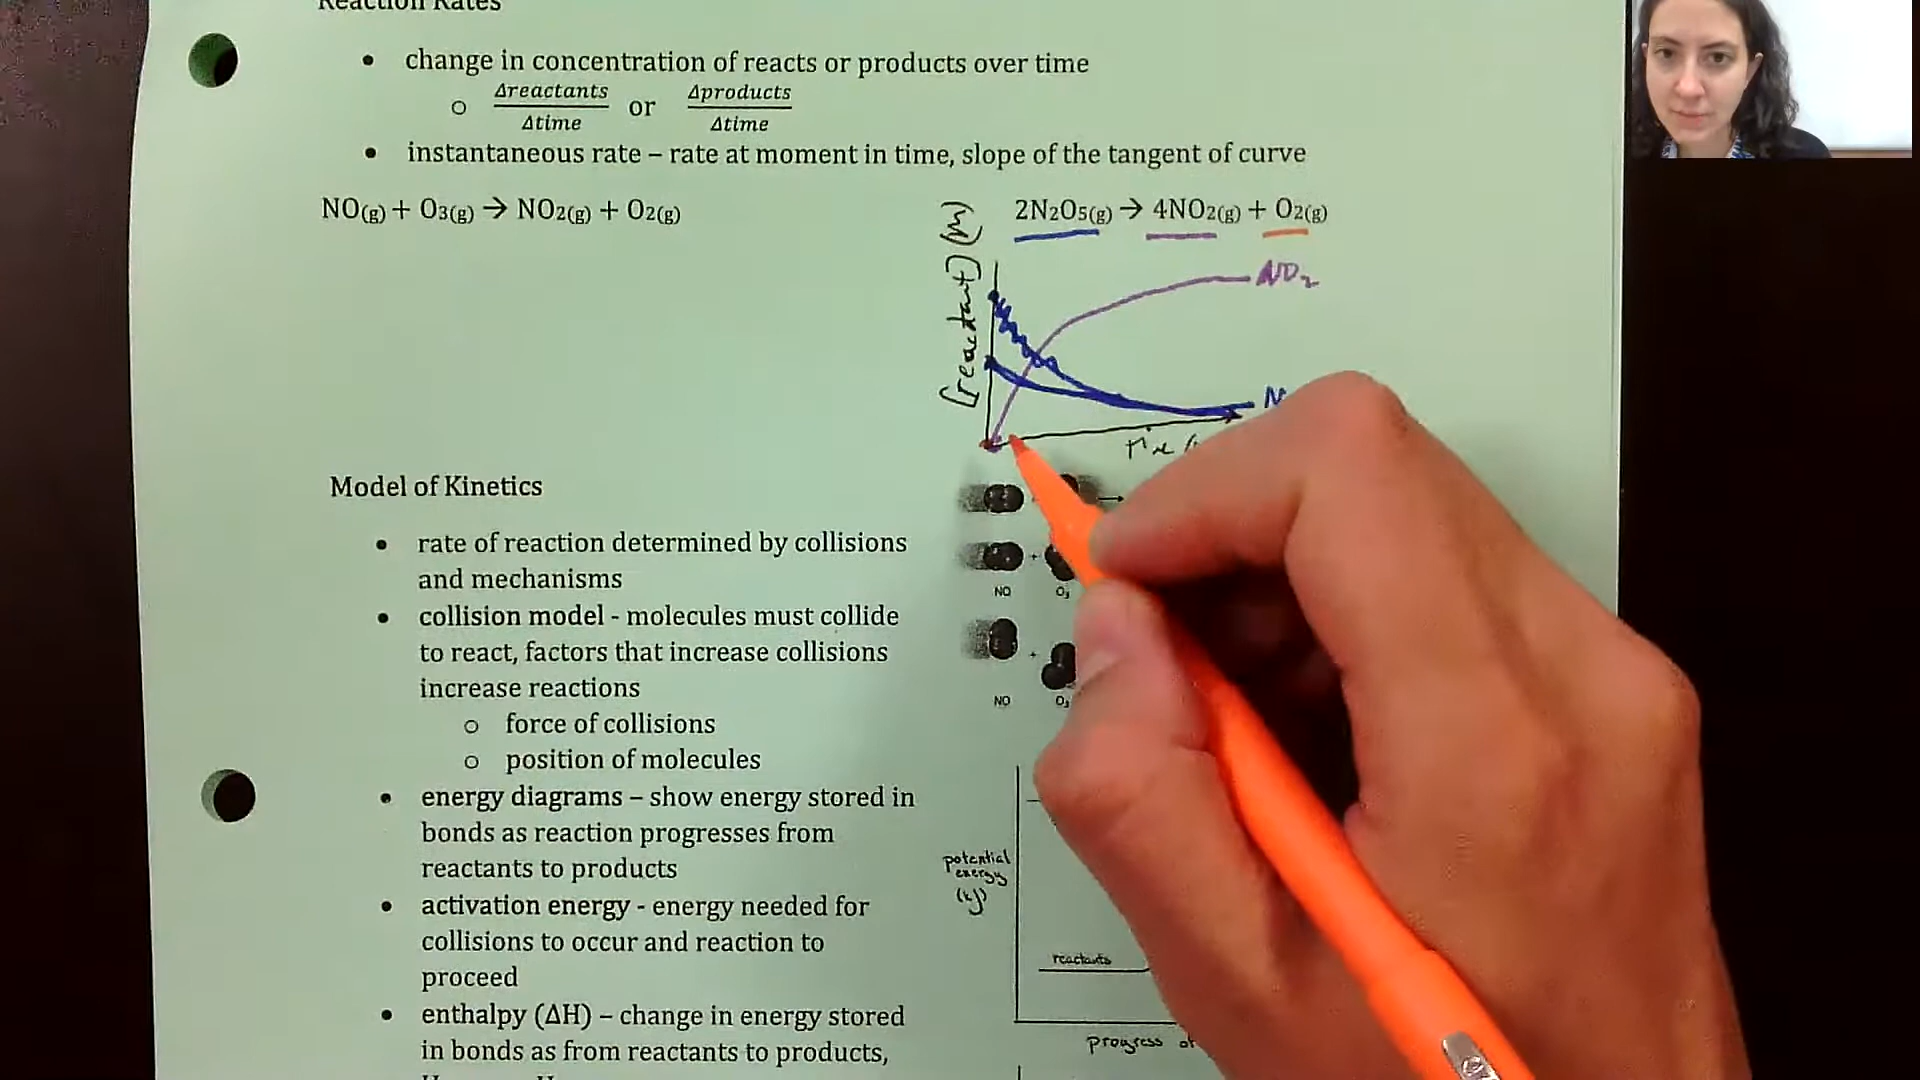 Reaction Rates
• change in concentration of reacts or products over time
o Δreactants/Δtime or Δproducts/Δtime
• instantaneous rate – rate at moment in time, slope of the tangent of curve
NO(g) + O3(g) → NO2(g) + O2(g)
2N2O5(g) → 4NO2(g) + O2(g)
[reactant] (M)
NO2
N
Model of Kinetics
• rate of reaction determined by collisions
and mechanisms
• collision model - molecules must collide
to react, factors that increase collisions
increase reactions
o force of collisions
o position of molecules
• energy diagrams – show energy stored in
bonds as reaction progresses from
reactants to products
• activation energy - energy needed for
collisions to occur and reaction to
proceed
• enthalpy (ΔH) – change in energy stored
in bonds as from reactants to products,
+
NO O3
+
NO O3
potential
energy
(kJ)
reactants
progress of